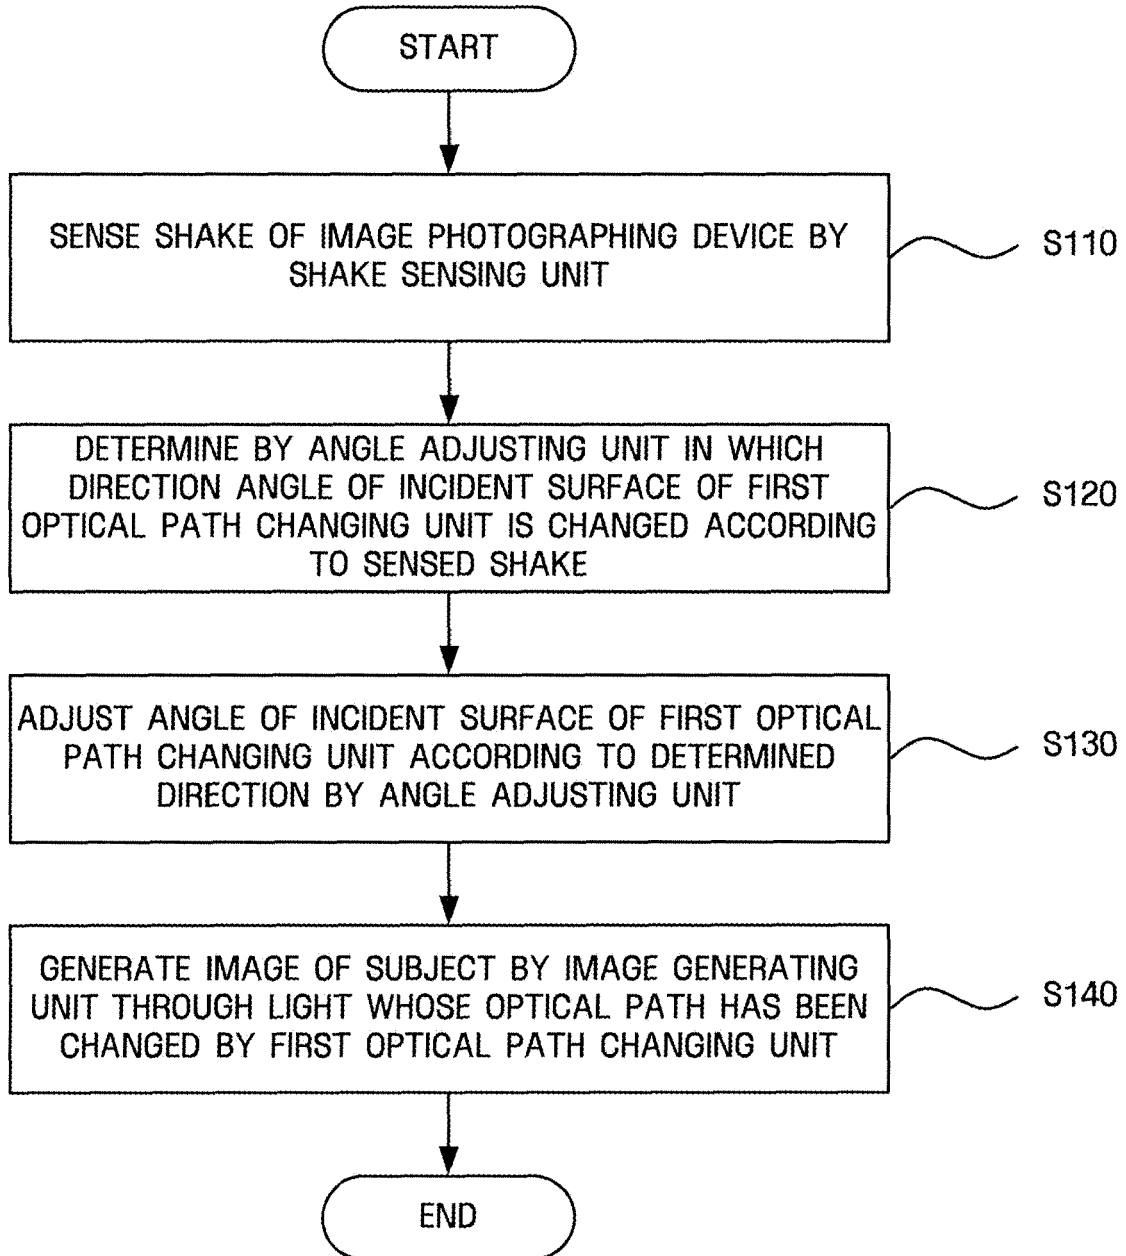 START
SENSE SHAKE OF IMAGE PHOTOGRAPHING DEVICE BY
SHAKE SENSING UNIT
S110
DETERMINE BY ANGLE ADJUSTING UNIT IN WHICH
DIRECTION ANGLE OF INCIDENT SURFACE OF FIRST
OPTICAL PATH CHANGING UNIT IS CHANGED ACCORDING
TO SENSED SHAKE
S120
ADJUST ANGLE OF INCIDENT SURFACE OF FIRST OPTICAL
PATH CHANGING UNIT ACCORDING TO DETERMINED
DIRECTION BY ANGLE ADJUSTING UNIT
S130
GENERATE IMAGE OF SUBJECT BY IMAGE GENERATING
UNIT THROUGH LIGHT WHOSE OPTICAL PATH HAS BEEN
CHANGED BY FIRST OPTICAL PATH CHANGING UNIT
S140
END